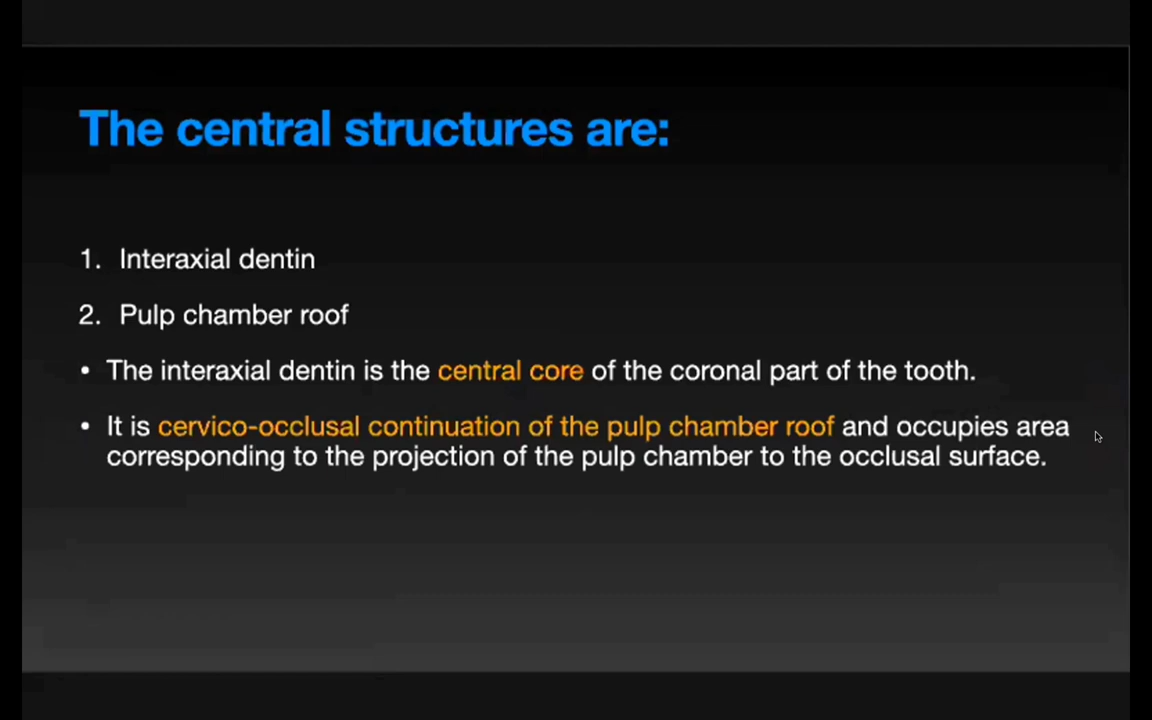 The central structures are:
1. Interaxial dentin
2. Pulp chamber roof
• The interaxial dentin is the central core of the coronal part of the tooth.
• It is cervico-occlusal continuation of the pulp chamber roof and occupies area
corresponding to the projection of the pulp chamber to the occlusal surface.